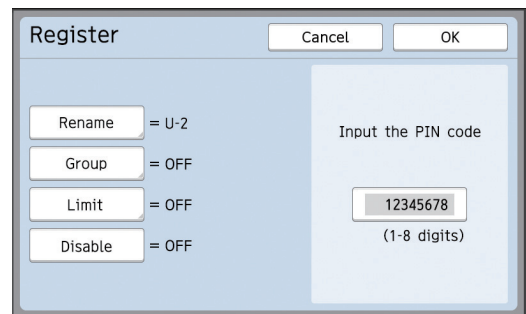 Register
Cancel
OK
Rename = U-2
Group = OFF
Limit = OFF
Disable = OFF
Input the PIN code
12345678
(1-8 digits)